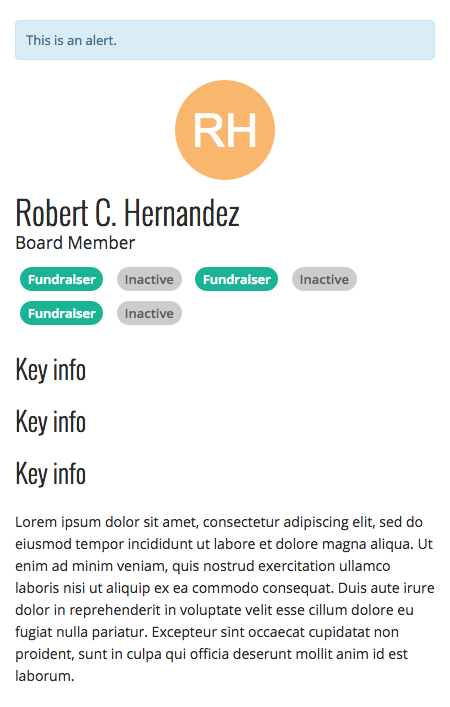 This is an alert.
RH
Robert C. Hernandez
Board Member
Fundraiser Inactive Fundraiser Inactive
Fundraiser Inactive
Key info
Key info
Key info
Lorem ipsum dolor sit amet, consectetur adipiscing elit, sed do
eiusmod tempor incididunt ut labore et dolore magna aliqua. Ut
enim ad minim veniam, quis nostrud exercitation ullamco
laboris nisi ut aliquip ex ea commodo consequat. Duis aute irure
dolor in reprehenderit in voluptate velit esse cillum dolore eu
fugiat nulla pariatur. Excepteur sint occaecat cupidatat non
proident, sunt in culpa qui officia deserunt mollit anim id est
laborum.